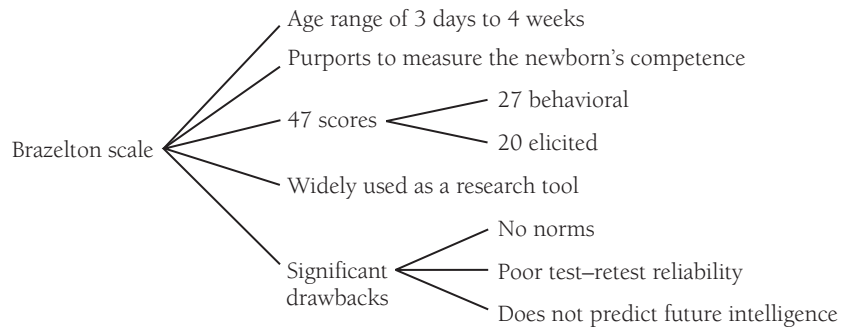 Brazelton scale
Age range of 3 days to 4 weeks
Purports to measure the newborn’s competence
47 scores
27 behavioral
20 elicited
Widely used as a research tool
Significant
drawbacks
No norms
Poor test–retest reliability
Does not predict future intelligence